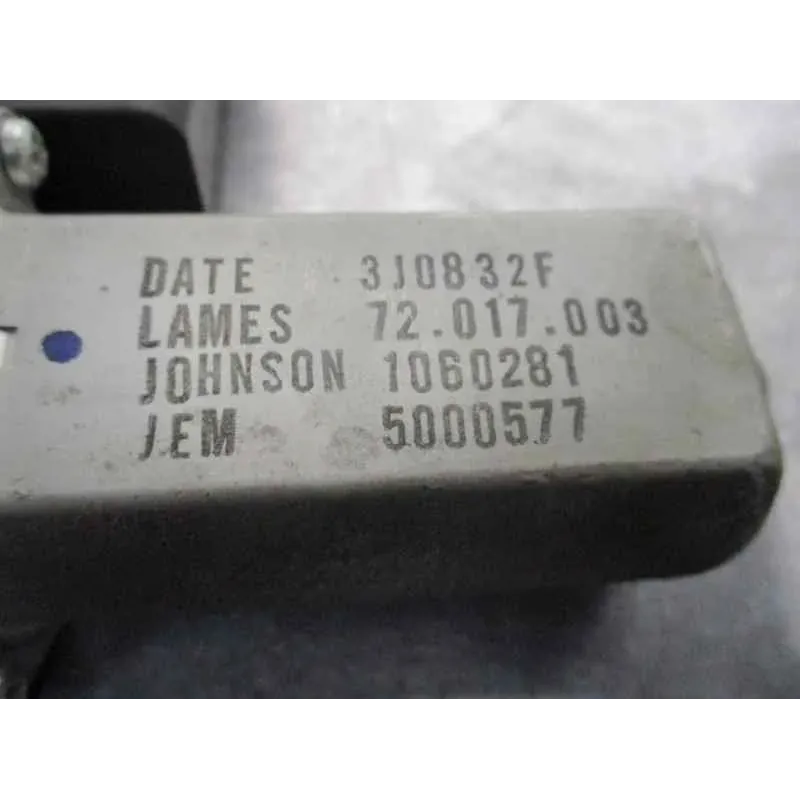 DATE 3J0832F
LAMES 72.017.003
JOHNSON 1060281
JEM 5000577